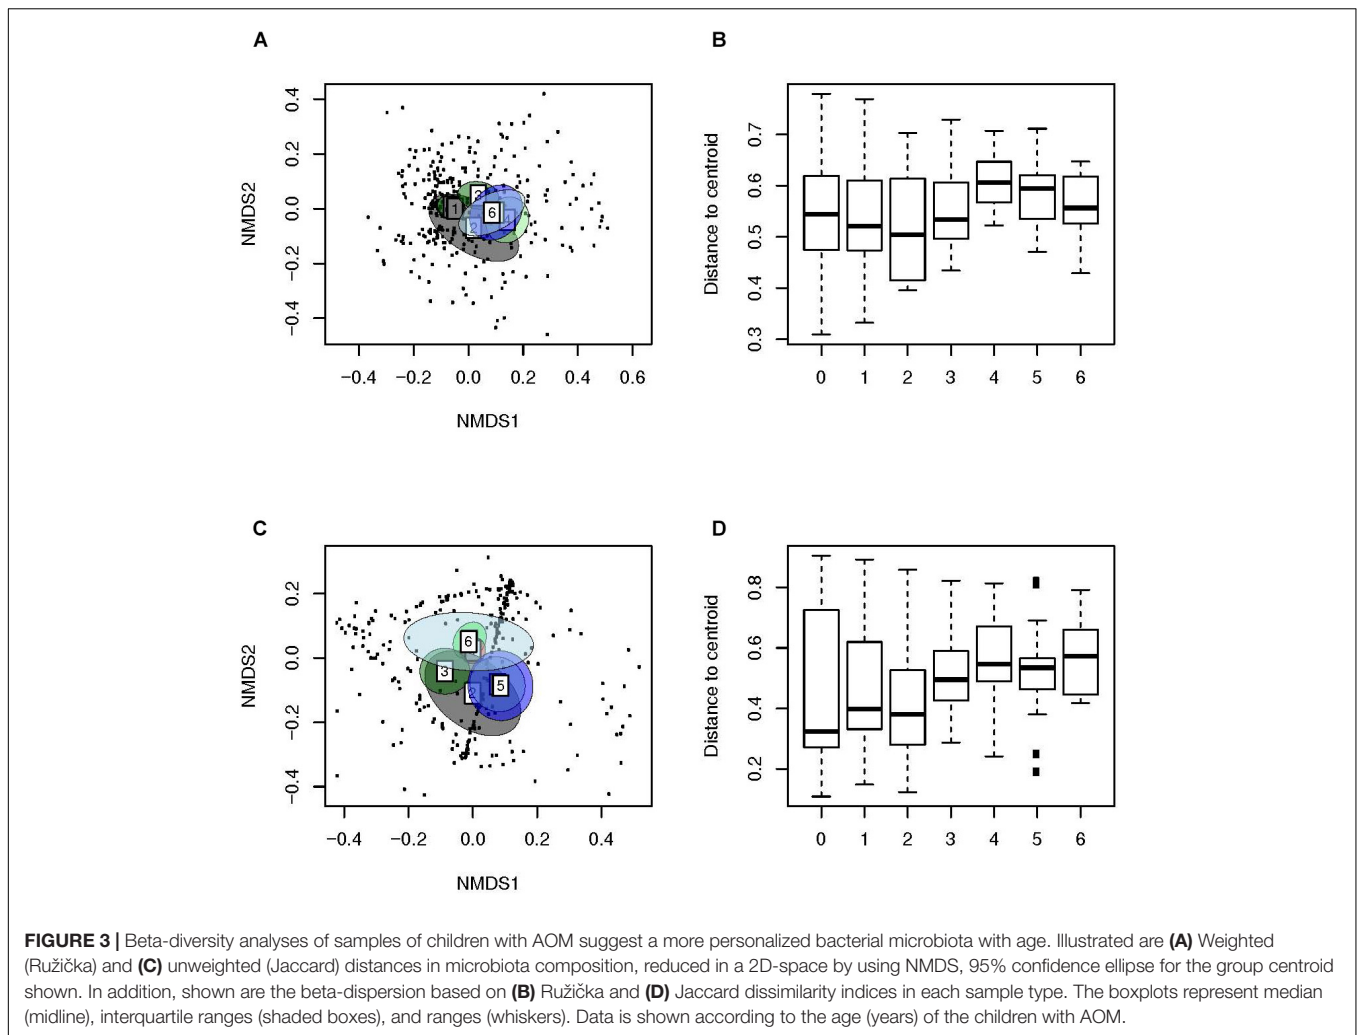 A
B
0.4
0.2
0.0
−0.2
−0.4
NMDS2
3
1
2
4
6
−0.4 −0.2 0.0 0.2 0.4 0.6
NMDS1
0.7
0.6
0.5
0.4
0.3
Distance to centroid
0 1 2 3 4 5 6
C
D
0.2
0.0
−0.2
−0.4
NMDS2
6
3
2
5
−0.4 −0.2 0.0 0.2 0.4
NMDS1
0.8
0.6
0.4
0.2
Distance to centroid
0 1 2 3 4 5 6
FIGURE 3 | Beta-diversity analyses of samples of children with AOM suggest a more personalized bacterial microbiota with age. Illustrated are (A) Weighted
(Ružička) and (C) unweighted (Jaccard) distances in microbiota composition, reduced in a 2D-space by using NMDS, 95% confidence ellipse for the group centroid
shown. In addition, shown are the beta-dispersion based on (B) Ružička and (D) Jaccard dissimilarity indices in each sample type. The boxplots represent median
(midline), interquartile ranges (shaded boxes), and ranges (whiskers). Data is shown according to the age (years) of the children with AOM.